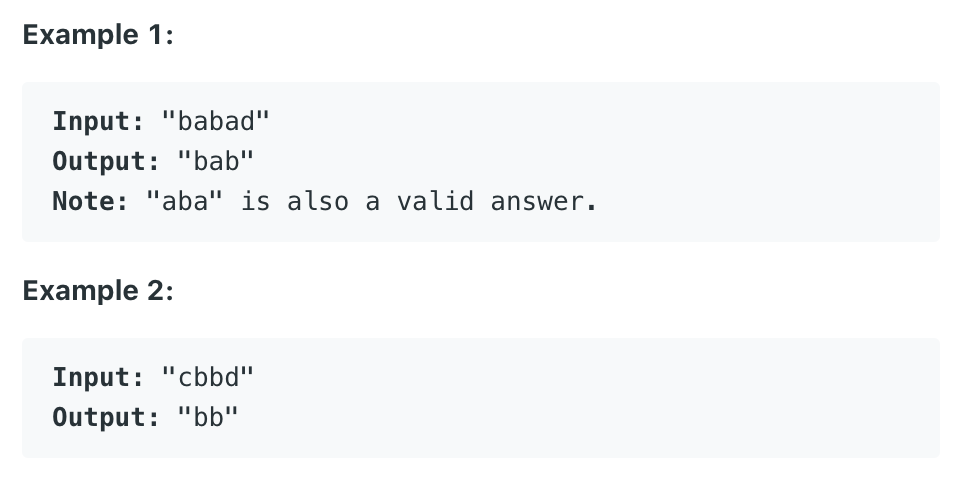 Example 1:
Input: "babad"
Output: "bab"
Note: "aba" is also a valid answer.
Example 2:
Input: "cbbd"
Output: "bb"